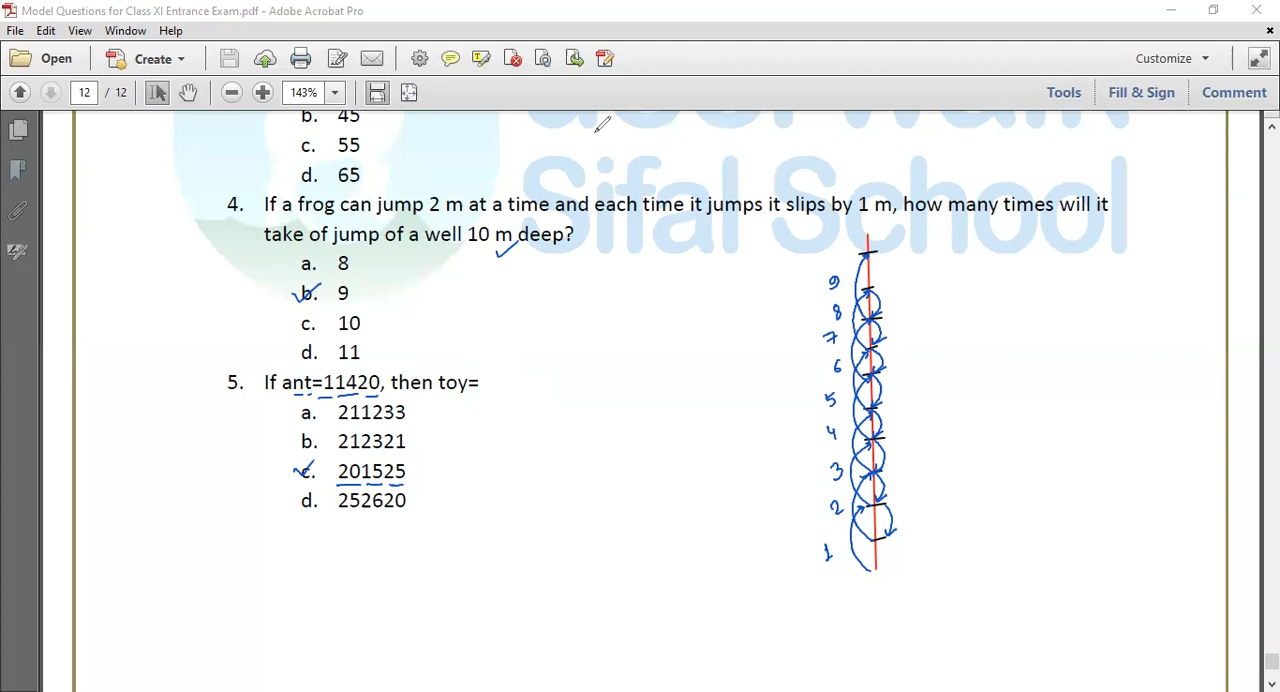 Model Questions for Class XI Entrance Exam.pdf - Adobe Acrobat Pro
File Edit View Window Help
Open Create Customize
12 / 12 143% Tools Fill & Sign Comment
b. 45
c. 55
d. 65
Sifal School
4. If a frog can jump 2 m at a time and each time it jumps it slips by 1 m, how many times will it
take of jump of a well 10 m deep?
a. 8
b. 9
c. 10
d. 11
5. If ant=11420, then toy=
a. 211233
b. 212321
c. 201525
d. 252620
9
8
7
6
5
4
3
2
1